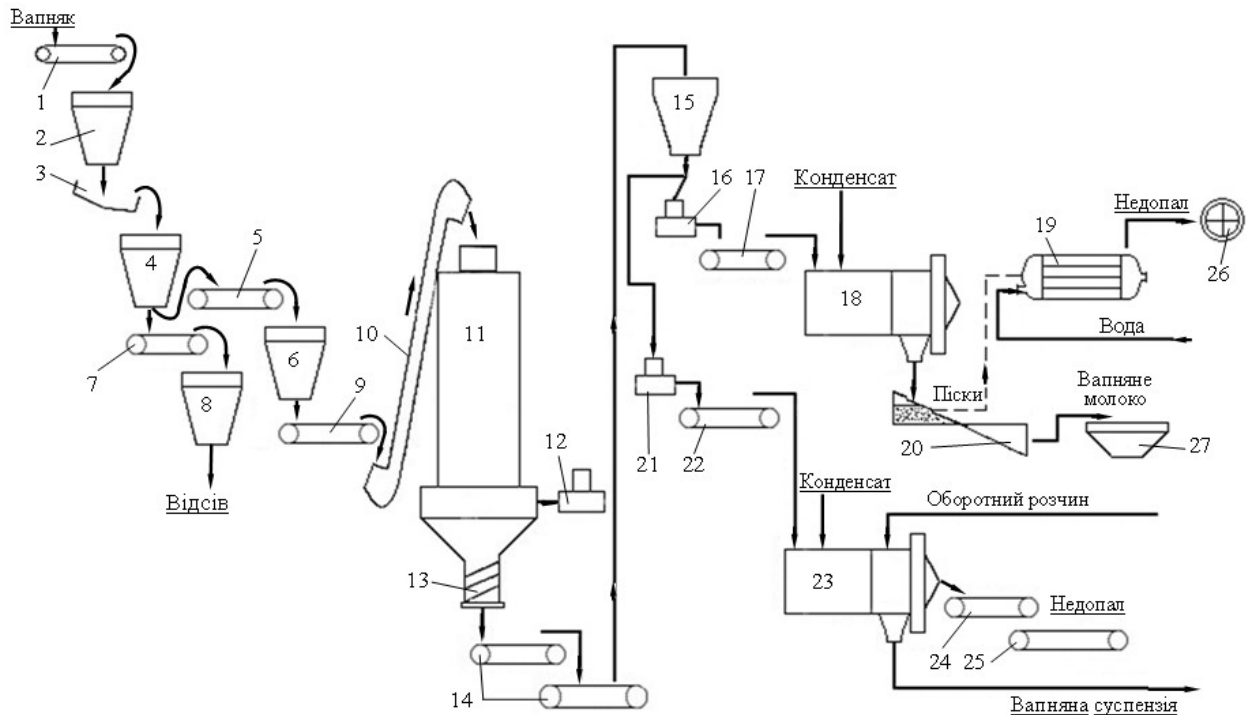 Вапняк
1
2
3
4
5
6
7
8
Відсів
9
10
11
12
13
14
15
16
17
Конденсат
18
19
Недопал
26
Вода
Піски
20
Вапняне
молоко
27
21
22
Конденсат
Оборотний розчин
23
24
25
Недопал
Вапняна суспензія